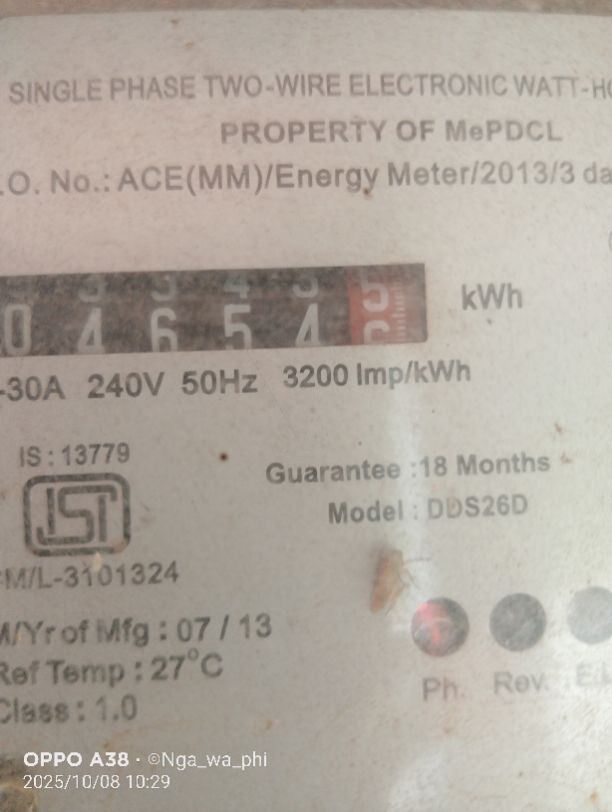 SINGLE PHASE TWO-WIRE ELECTRONIC WATT-HO
PROPERTY OF MePDCL
.O. No.: ACE(MM)/Energy Meter/2013/3 da
0 4 6 5 4 5 kWh
-30A 240V 50Hz 3200 Imp/kWh
IS : 13779
Guarantee : 18 Months
Model : DDS26D
M/L-3101324
M/Yr of Mfg : 07 / 13
Ref Temp : 27°C
Class : 1.0
Ph. Rev. E.L
OPPO A38 · ©Nga_wa_phi
2025/10/08 10:29